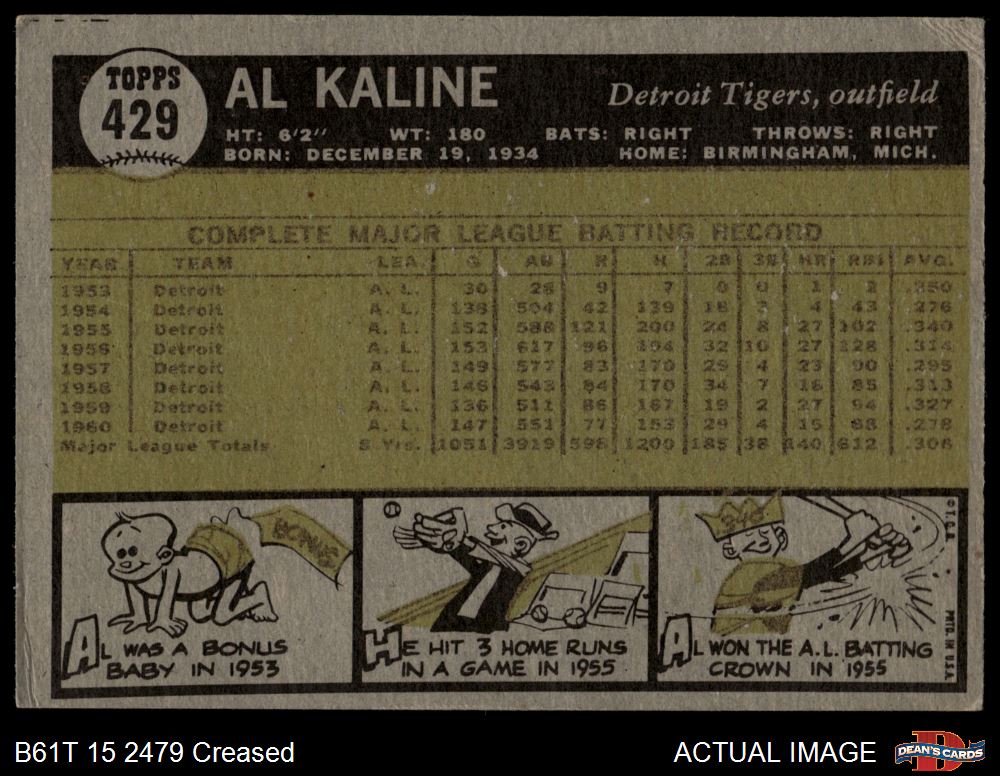 TOPPS
429
AL KALINE
Detroit Tigers, outfield
HT: 6'2" WT: 180 BATS: RIGHT THROWS: RIGHT
BORN: DECEMBER 19, 1934 HOME: BIRMINGHAM, MICH.
COMPLETE MAJOR LEAGUE BATTING RECORD
YEAR TEAM LEA. G AB R H 2B 3B HR RBI AVG.
1953 Detroit A. L. 30 28 9 7 0 0 1 2 .250
1954 Detroit A. L. 138 504 42 139 18 3 4 43 .276
1955 Detroit A. L. 152 588 121 200 24 8 27 102 .340
1956 Detroit A. L. 153 617 96 194 32 10 27 128 .314
1957 Detroit A. L. 149 577 83 170 29 4 23 90 .295
1958 Detroit A. L. 146 543 84 170 34 7 16 85 .313
1959 Detroit A. L. 136 511 86 167 19 2 27 94 .327
1960 Detroit A. L. 147 551 77 153 29 4 15 68 .278
Major League Totals 8 Yrs. 1051 3919 598 1200 185 38 140 612 .306
BONUS
340
AL WAS A BONUS
BABY IN 1953
HE HIT 3 HOME RUNS
IN A GAME IN 1955
AL WON THE A.L. BATTING
CROWN IN 1955
© T.C.G.
PRTD. IN U.S.A.
B61T 15 2479 Creased
ACTUAL IMAGE
DEAN'S CARDS